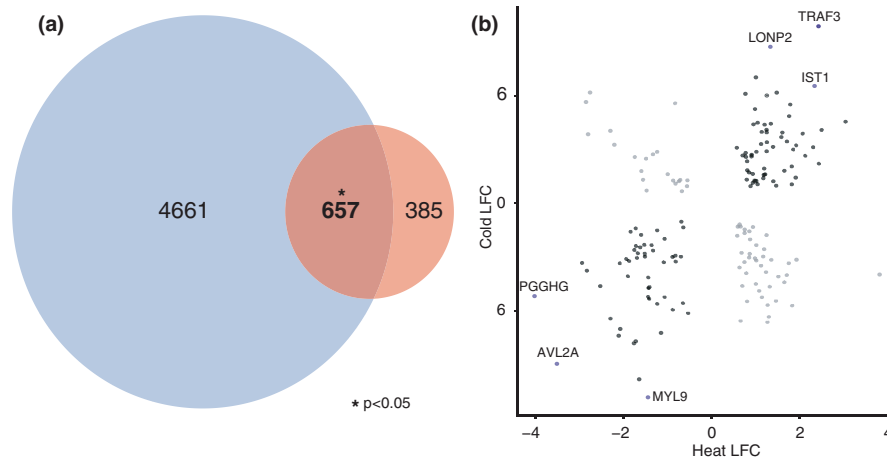 (a)
4661
*
657
385
* p<0.05
(b)
TRAF3
LONP2
IST1
6
0
6
Cold LFC
PGGHG
AVL2A
MYL9
−4
−2
0
2
4
Heat LFC